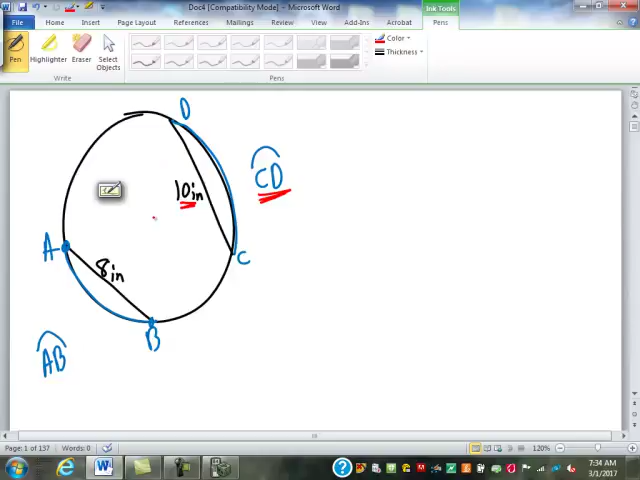 Doc4 [Compatibility Mode] - Microsoft Word
Ink Tools
File
Home
Insert
Page Layout
References
Mailings
Review
View
Add-Ins
Acrobat
Pens
Pen
Highlighter
Eraser
Select
Objects
Color
Thickness
Write
Pens
D
CD
10in
A
C
8in
B
AB
Page: 1 of 137
Words: 0
120%
7:34 AM
3/1/2017